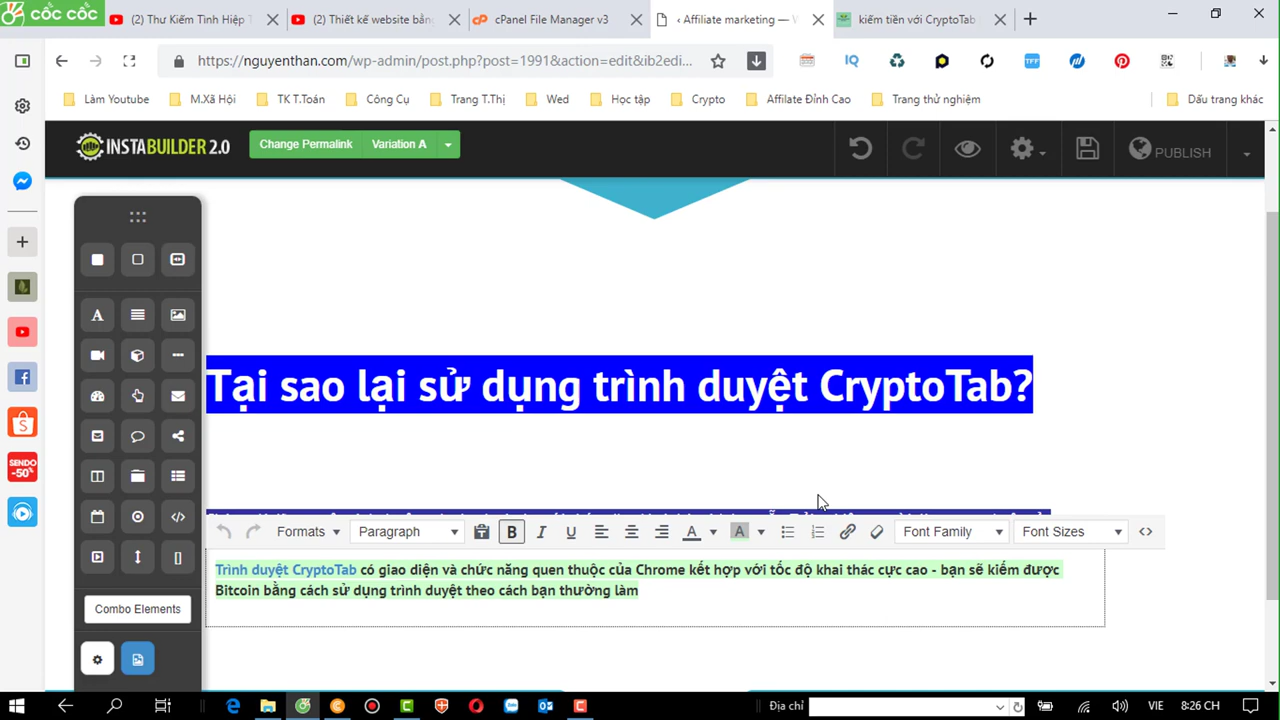 cốc cốc
(2) Thư Kiếm Tình Hiệp T
(2) Thiết kế website bằng
cPanel File Manager v3
‹ Affiliate marketing —
kiếm tiền với CryptoTab
https://nguyenthan.com/wp-admin/post.php?post=1991&action=edit&ib2edi...
IQ
TFF
Làm Youtube
M.Xã Hội
TK T.Toán
Công Cụ
Trang T.Thị
Wed
Học tập
Crypto
Affilate Đỉnh Cao
Trang thử nghiệm
Dấu trang khác
INSTABUILDER 2.0
Change Permalink
Variation A
PUBLISH
Tại sao lại sử dụng trình duyệt CryptoTab?
Formats
Paragraph
B
I
U
A
A
Font Family
Font Sizes
Trình duyệt CryptoTab có giao diện và chức năng quen thuộc của Chrome kết hợp với tốc độ khai thác cực cao - bạn sẽ kiếm được
Bitcoin bằng cách sử dụng trình duyệt theo cách bạn thường làm
Combo Elements
SENDO
-50%
Địa chỉ
VIE
8:26 CH